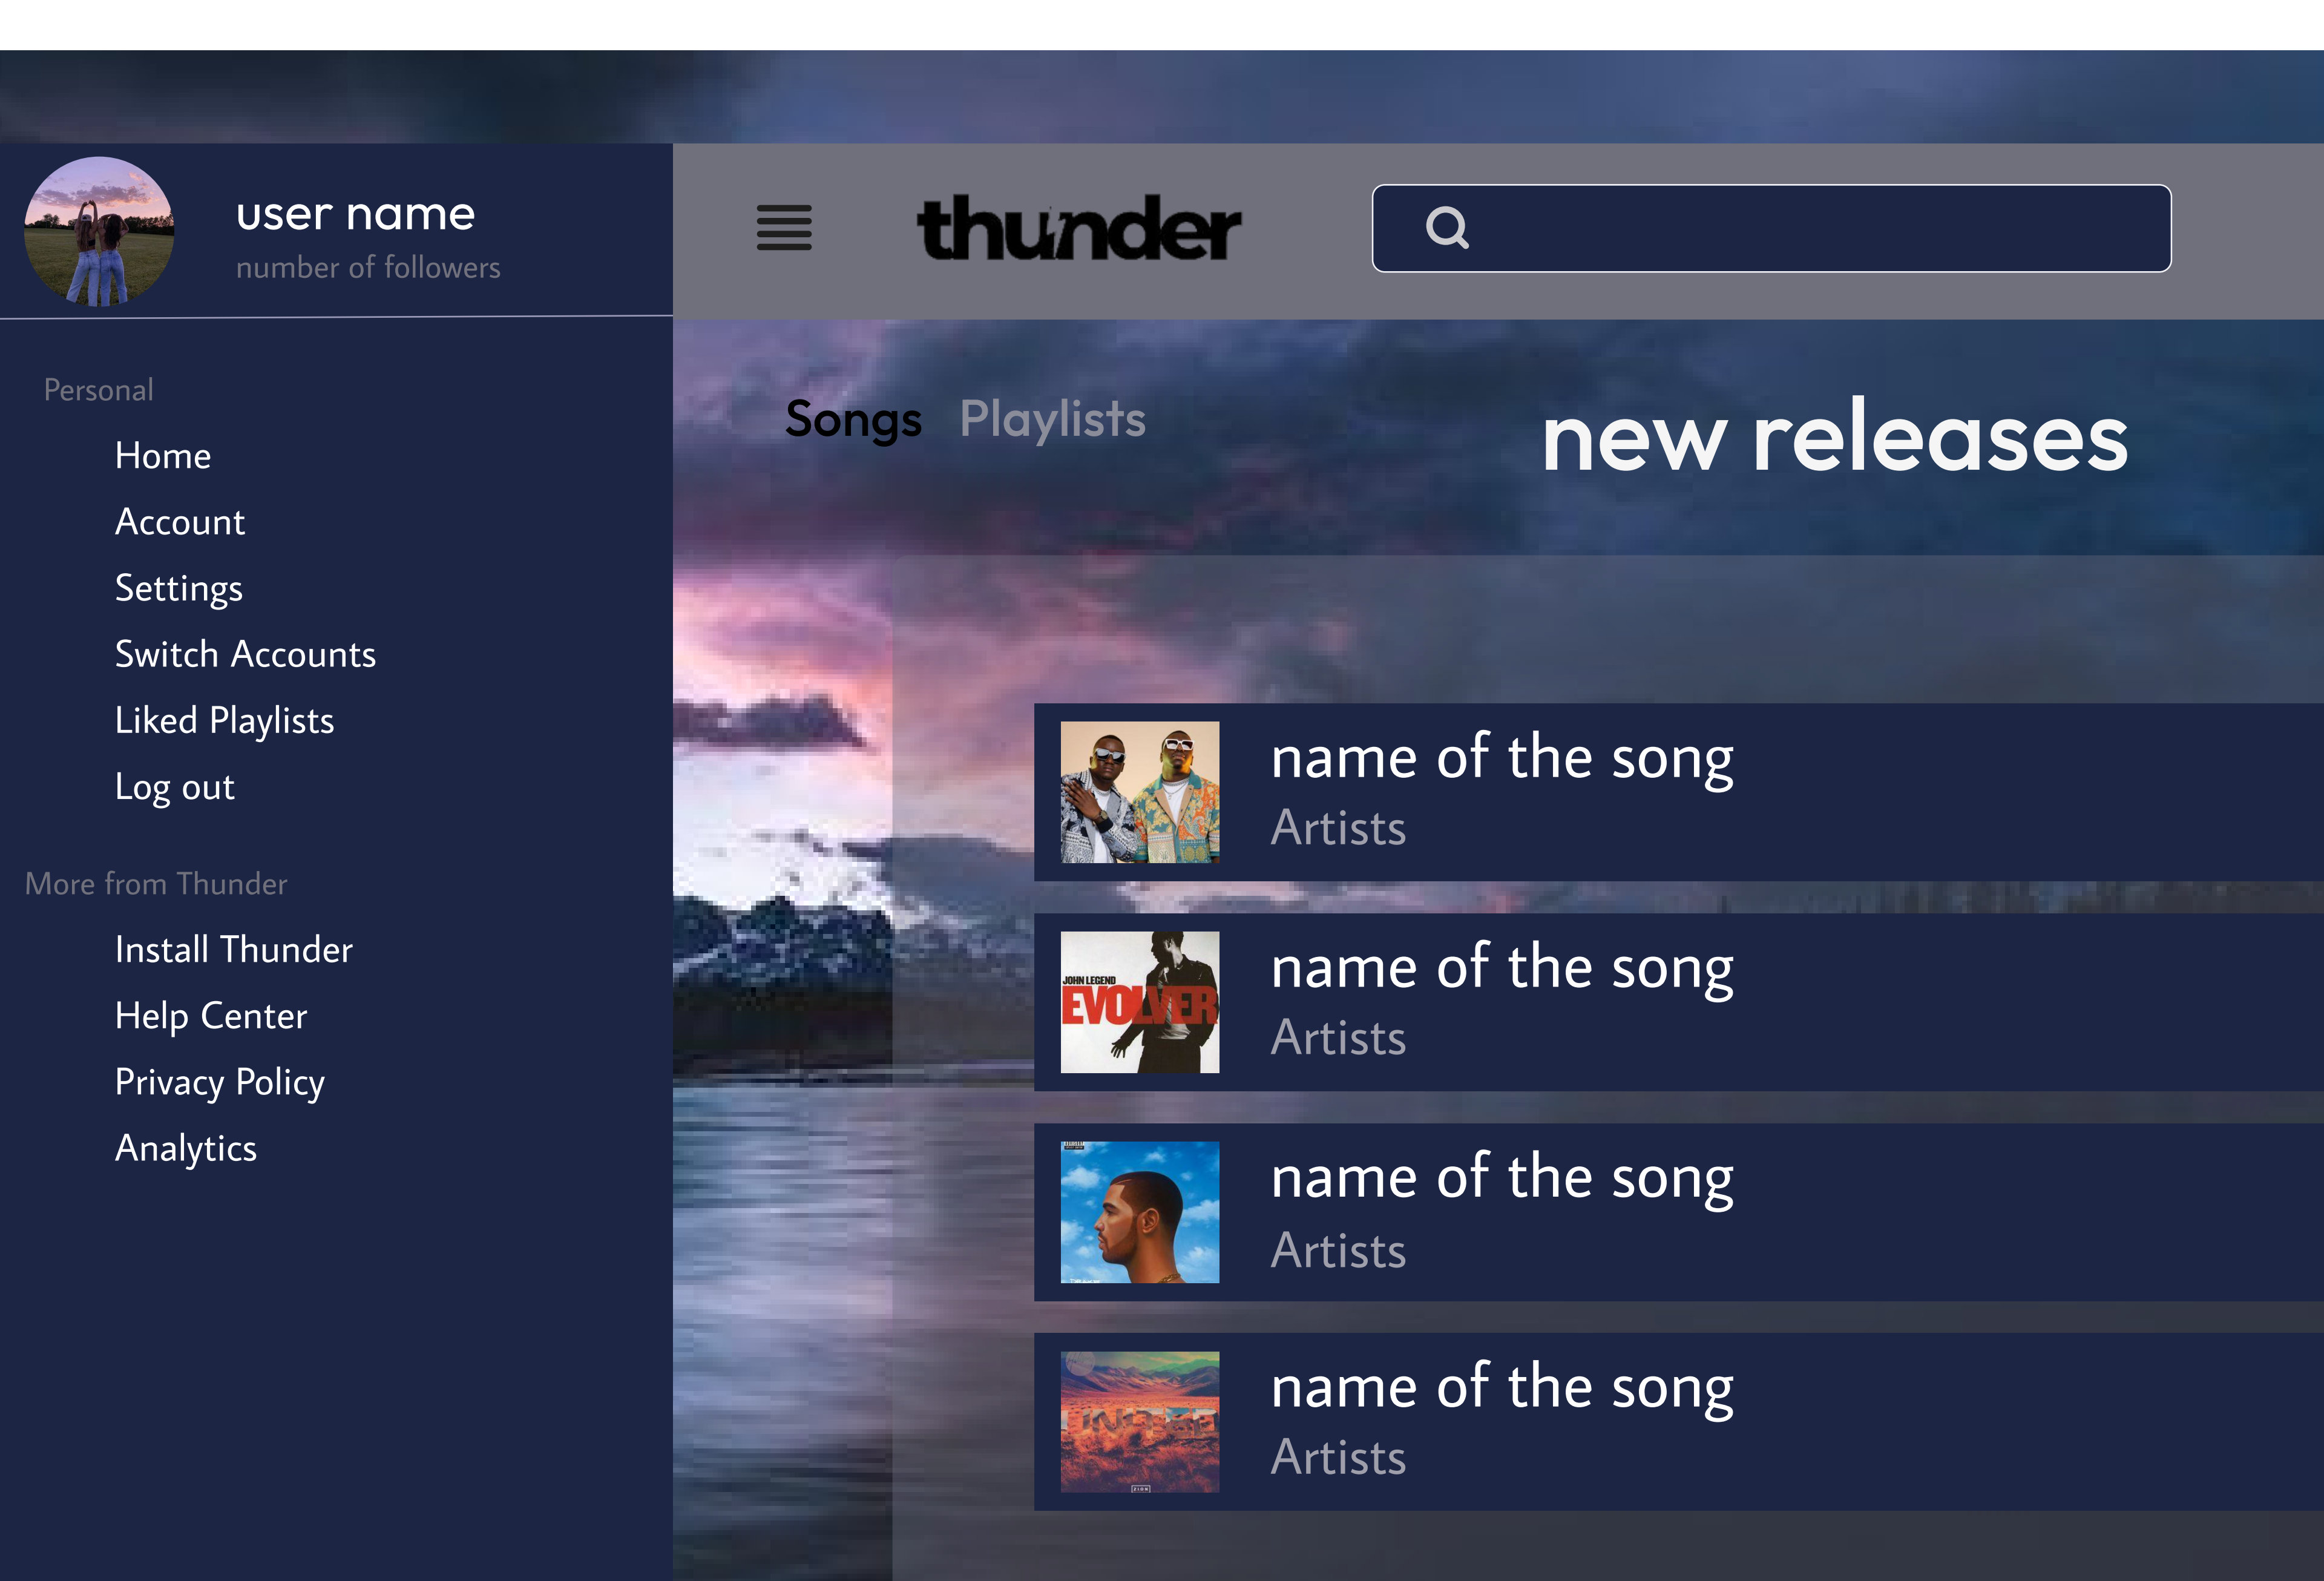 user name
number of followers
Personal
Home
Account
Settings
Switch Accounts
Liked Playlists
Log out
More from Thunder
Install Thunder
Help Center
Privacy Policy
Analytics
thunder
Songs Playlists
new releases
name of the song
Artists
JOHN LEGEND
EVOLVER
name of the song
Artists
name of the song
Artists
UNITED
ZION
name of the song
Artists